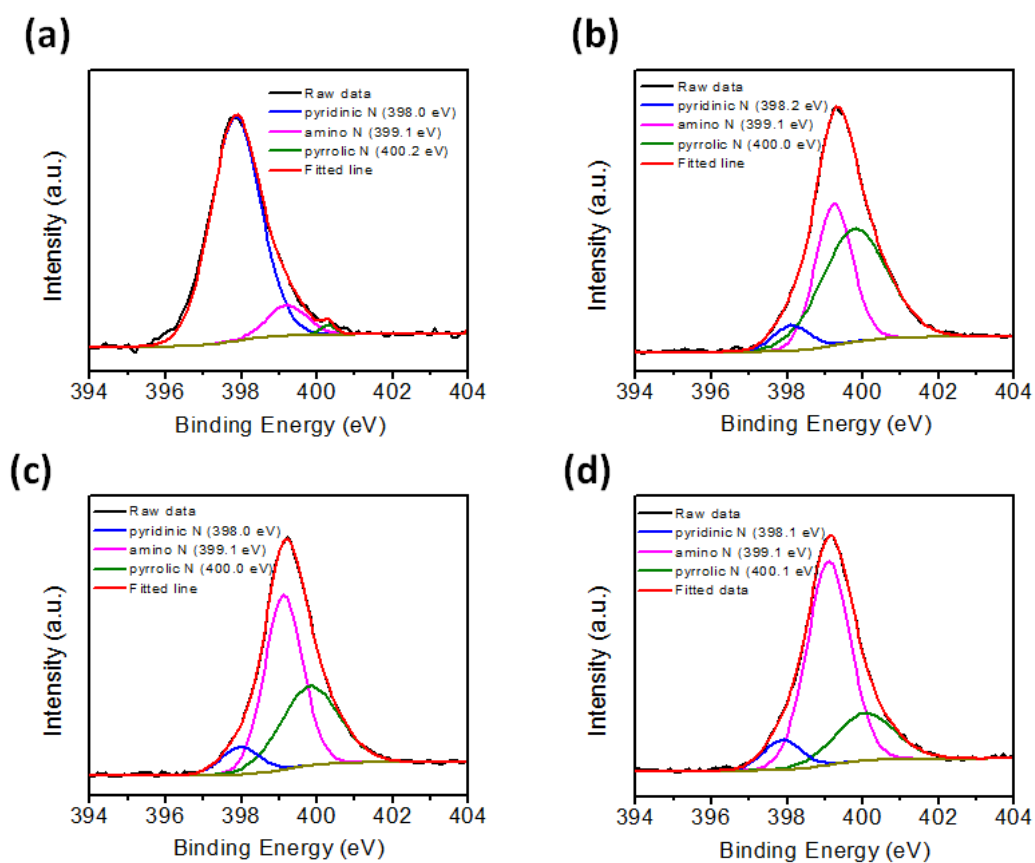 (a)
Raw data
pyridinic N (398.0 eV)
amino N (399.1 eV)
pyrrolic N (400.2 eV)
Fitted line
Intensity (a.u.)
394 396 398 400 402 404
Binding Energy (eV)
(b)
Raw data
pyridinic N (398.2 eV)
amino N (399.1 eV)
pyrrolic N (400.0 eV)
Fitted line
Intensity (a.u.)
394 396 398 400 402 404
Binding Energy (eV)
(c)
Raw data
pyridinic N (398.0 eV)
amino N (399.1 eV)
pyrrolic N (400.0 eV)
Fitted line
Intensity (a.u.)
394 396 398 400 402 404
Binding Energy (eV)
(d)
Raw data
pyridinic N (398.1 eV)
amino N (399.1 eV)
pyrrolic N (400.1 eV)
Fitted data
Intensity (a.u.)
394 396 398 400 402 404
Binding Energy (eV)